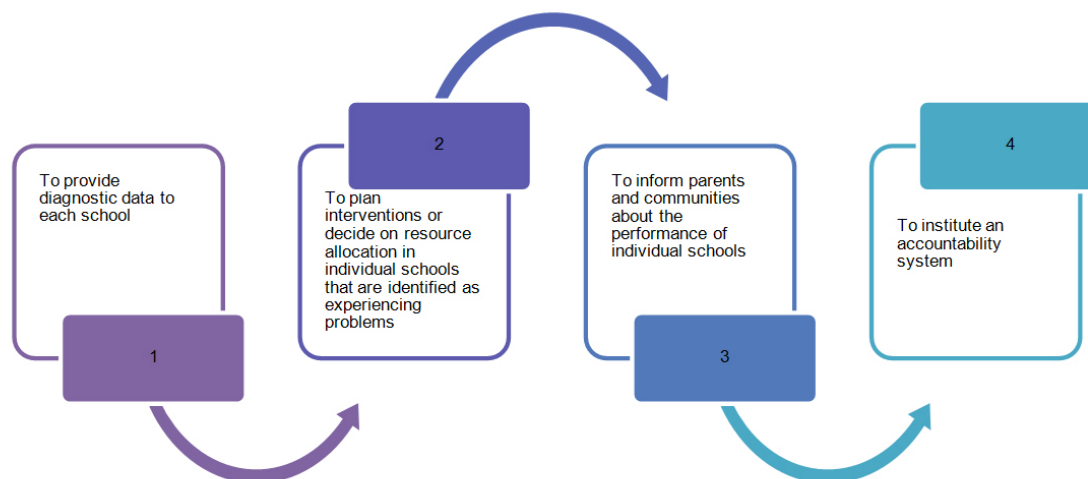 To provide
diagnostic data to
each school
1
2
To plan
interventions or
decide on resource
allocation in
individual schools
that are identified as
experiencing
problems
To inform parents
and communities
about the
performance of
individual schools
3
4
To institute an
accountability
system